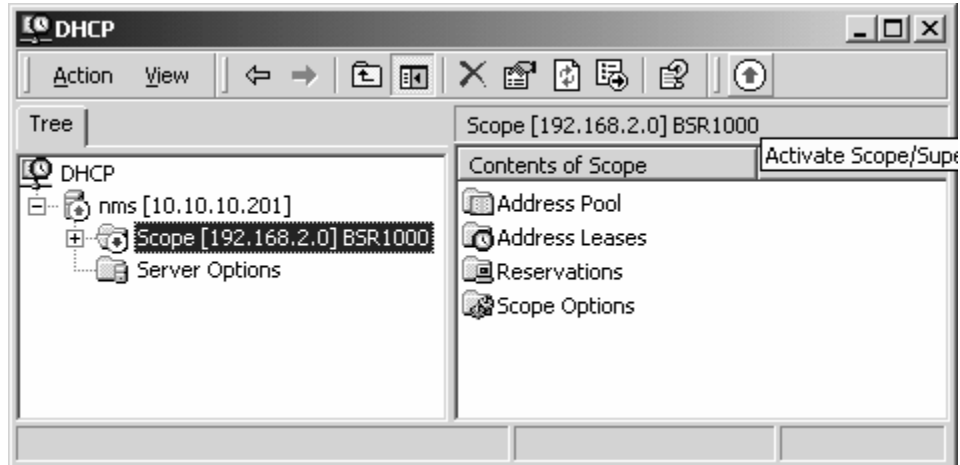 DHCP
Action View
Tree
Scope [192.168.2.0] BSR1000
Activate Scope/Supe
Contents of Scope
DHCP
nms [10.10.10.201]
Scope [192.168.2.0] BSR1000
Server Options
Address Pool
Address Leases
Reservations
Scope Options